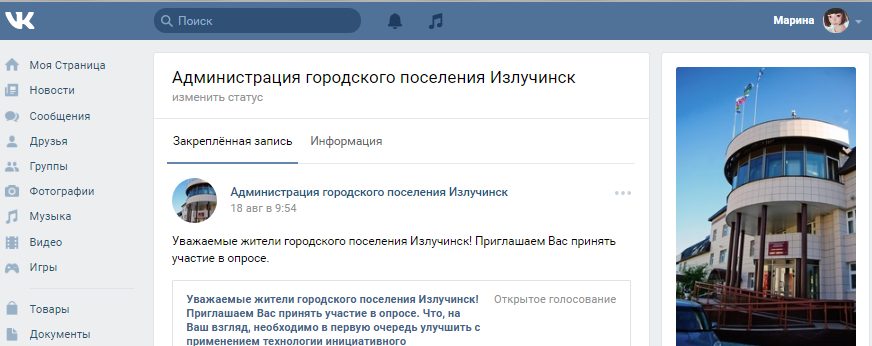 Поиск
Марина
Моя Страница
Новости
Сообщения
Друзья
Группы
Фотографии
Музыка
Видео
Игры
Товары
Документы
Администрация городского поселения Излучинск
изменить статус
Закреплённая запись
Информация
Администрация городского поселения Излучинск
18 авг в 9:54
Уважаемые жители городского поселения Излучинск! Приглашаем Вас принять
участие в опросе.
Уважаемые жители городского поселения Излучинск!
Открытое голосование
Приглашаем Вас принять участие в опросе. Что, на
Ваш взгляд, необходимо в первую очередь улучшить с
применением технологии инициативного